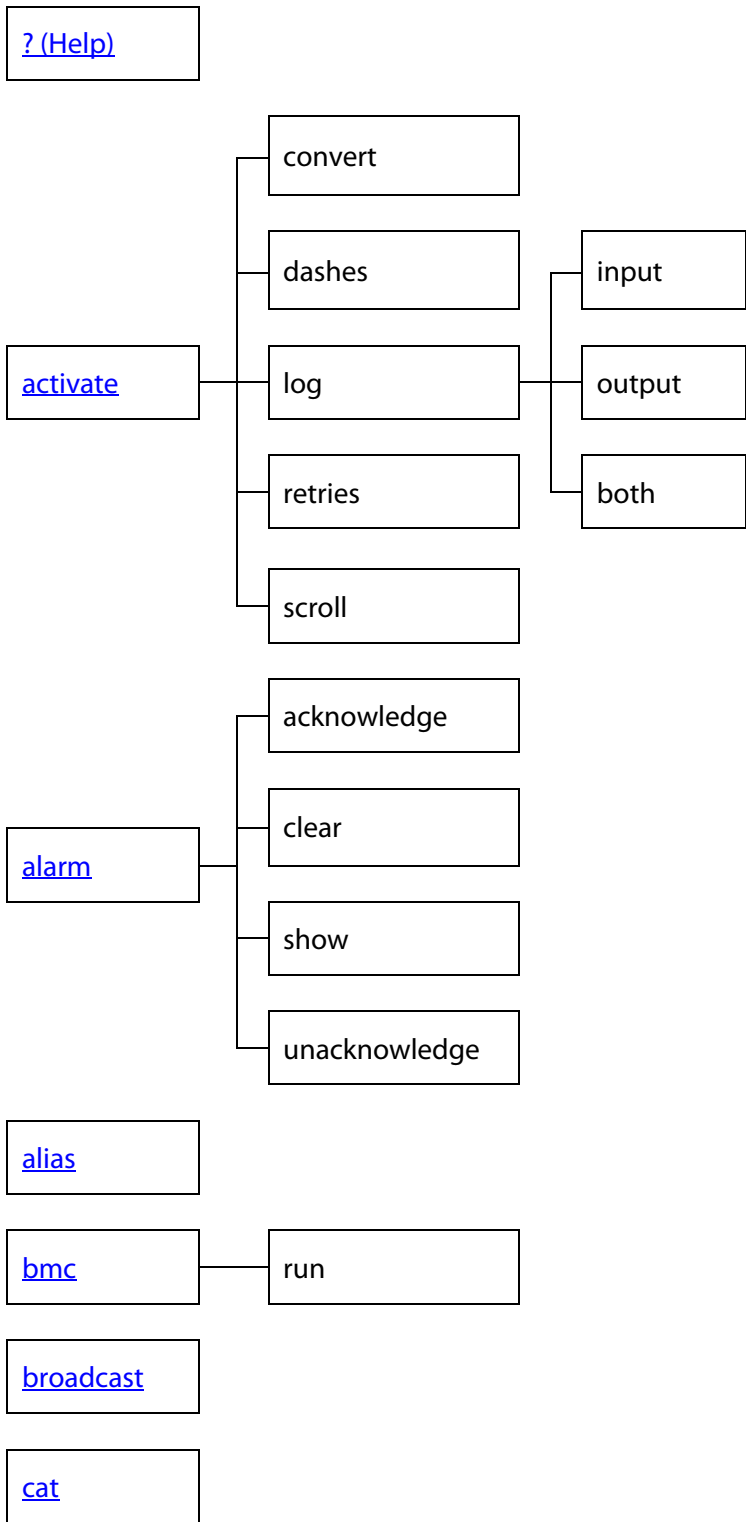 ? (Help)
activate
convert
dashes
log
input
output
both
retries
scroll
alarm
acknowledge
clear
show
unacknowledge
alias
bmc
run
broadcast
cat